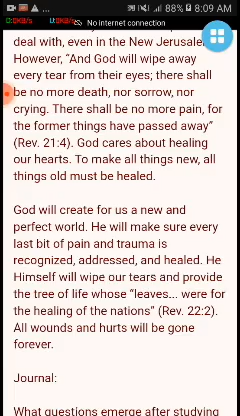 88% 8:09 AM
0:0KB/s U:0KB/s No internet connection
deal with, even in the New
However, “And God will wipe away
every tear from their eyes; there shall
be no more death, nor sorrow, nor
crying. There shall be no more pain, for
the former things have passed away”
(Rev. 21:4). God cares about healing
our hearts. To make all things new, all
things old must be healed.
God will create for us a new and
perfect world. He will make sure every
last bit of pain and trauma is
recognized, addressed, and healed. He
Himself will wipe our tears and provide
the tree of life whose “leaves... were for
the healing of the nations” (Rev. 22:2).
All wounds and hurts will be gone
forever.
Journal:
What questions emerge after studying